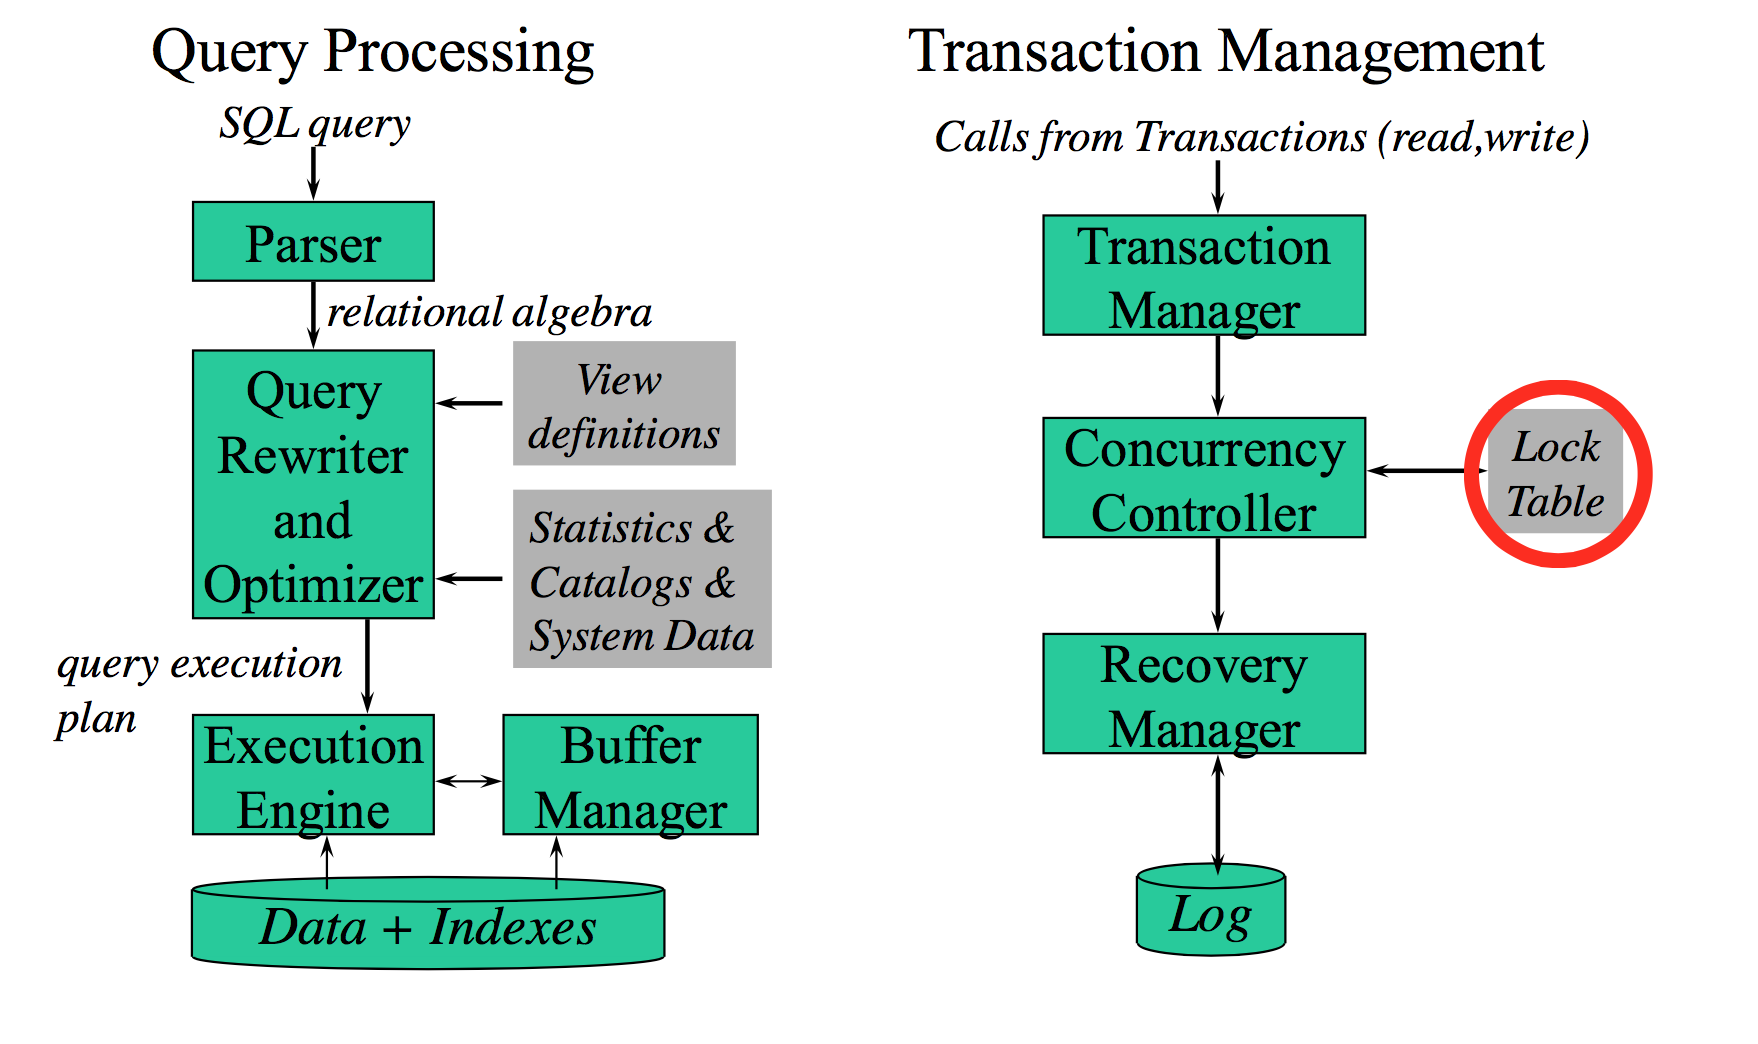 Query Processing
SQL query
Parser
relational algebra
Query
Rewriter
and
Optimizer
View
definitions
Statistics &
Catalogs &
System Data
query execution
plan
Execution
Engine
Buffer
Manager
Data + Indexes
Transaction Management
Calls from Transactions (read,write)
Transaction
Manager
Concurrency
Controller
Lock
Table
Recovery
Manager
Log